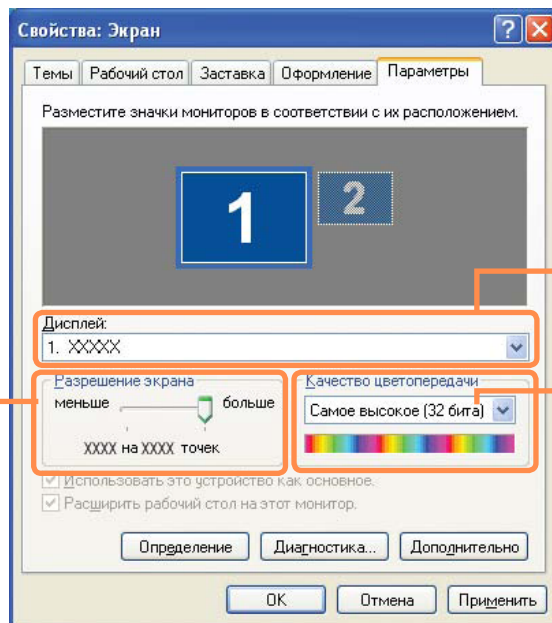 Свойства: Экран
Темы Рабочий стол Заставка Оформление Параметры
Разместите значки мониторов в соответствии с их расположением.
1 2
Дисплей:
1. XXXXX
Разрешение экрана
меньше больше
XXXX на XXXX точек
Качество цветопередачи
Самое высокое (32 бита)
Использовать это устройство как основное.
Расширить рабочий стол на этот монитор.
Определение Диагностика... Дополнительно
OK Отмена Применить